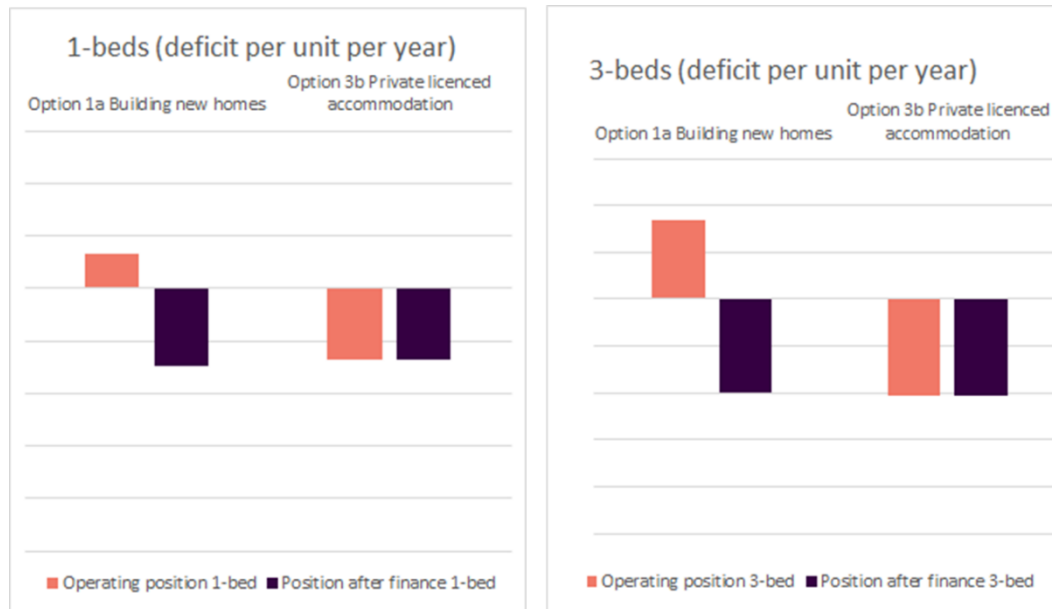 1-beds (deficit per unit per year)
Option 1a Building new homes
Option 3b Private licenced
accommodation
Operating position 1-bed
Position after finance 1-bed
3-beds (deficit per unit per year)
Option 1a Building new homes
Option 3b Private licenced
accommodation
Operating position 3-bed
Position after finance 3-bed